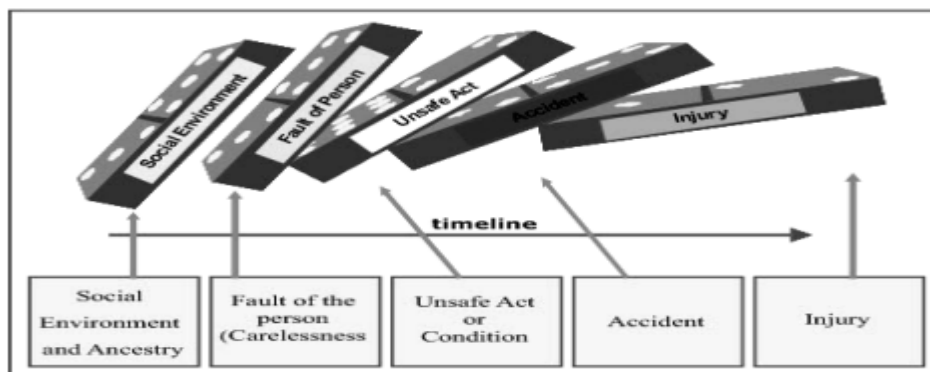 Social Environment
Fault of Person
Unsafe Act
Accident
Injury
timeline
Social
Environment
and Ancestry
Fault of the
person
(Carelessness
Unsafe Act
or
Condition
Accident
Injury